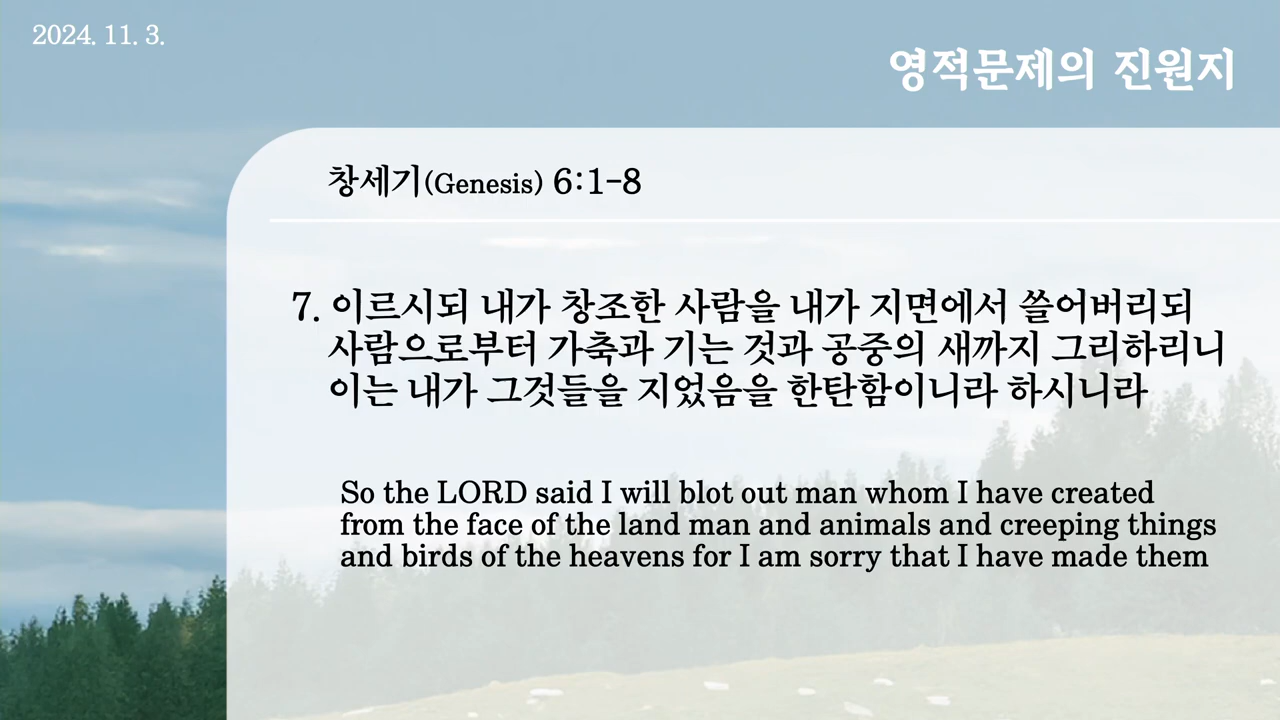 2024. 11. 3.
영적문제의 진원지
창세기(Genesis) 6:1-8
7. 이르시되 내가 창조한 사람을 내가 지면에서 쓸어버리되
사람으로부터 가축과 기는 것과 공중의 새까지 그리하리니
이는 내가 그것들을 지었음을 한탄함이니라 하시니라
So the LORD said I will blot out man whom I have created
from the face of the land man and animals and creeping things
and birds of the heavens for I am sorry that I have made them